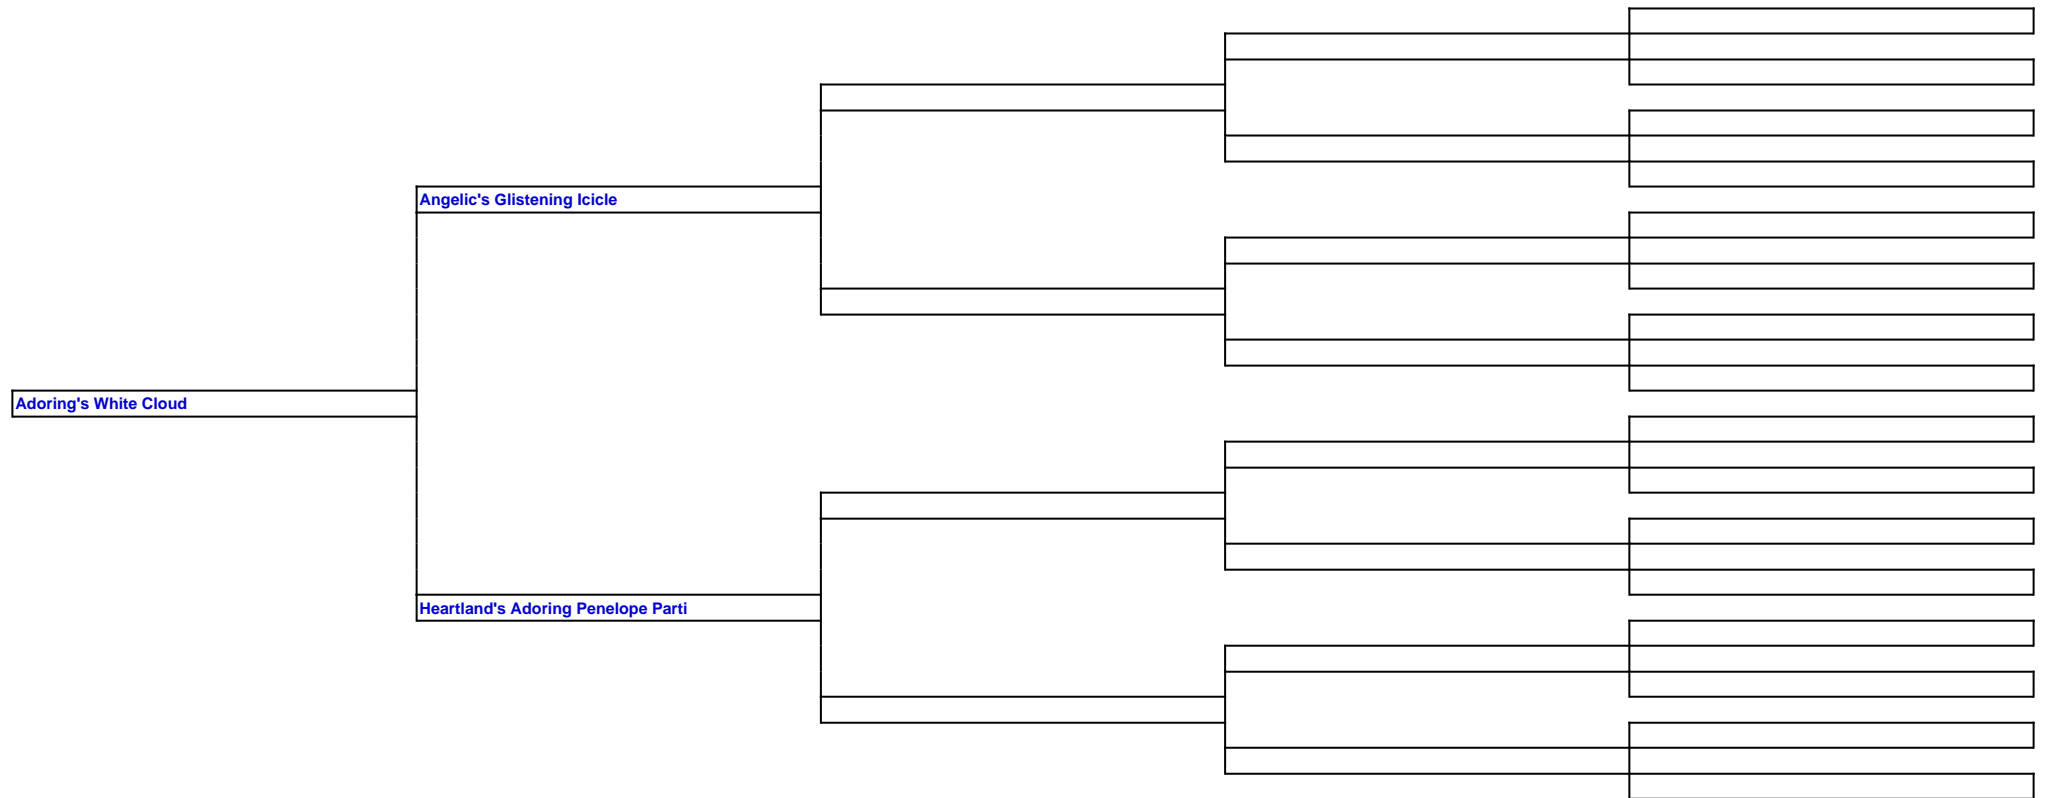 Angelic's Glistening Icicle
Adoring's White Cloud
Heartland's Adoring Penelope Parti